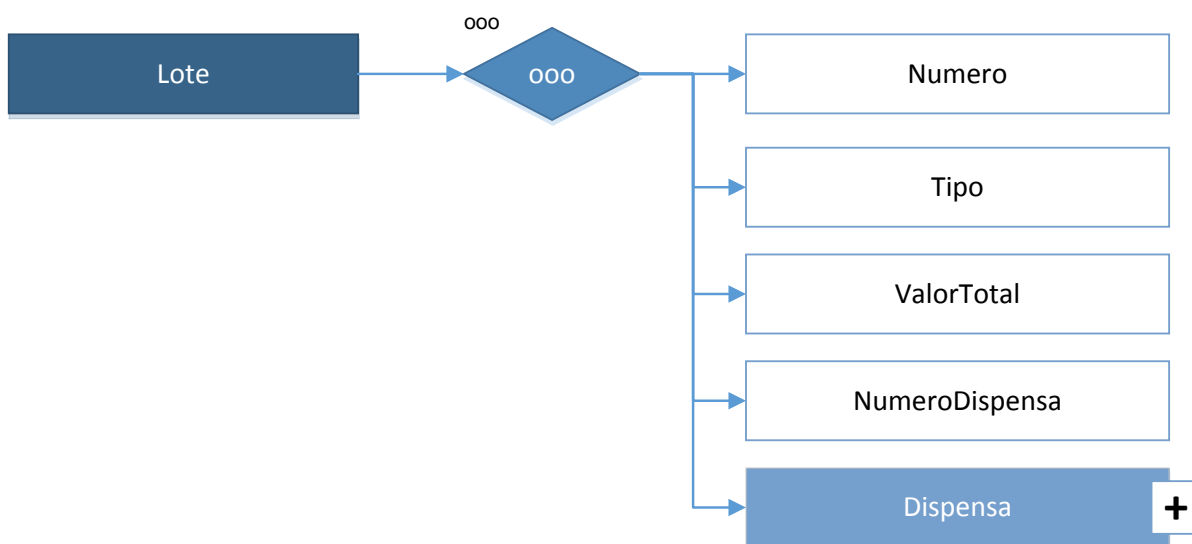 ooo
Lote
ooo
Numero
Tipo
ValorTotal
NumeroDispensa
Dispensa
+